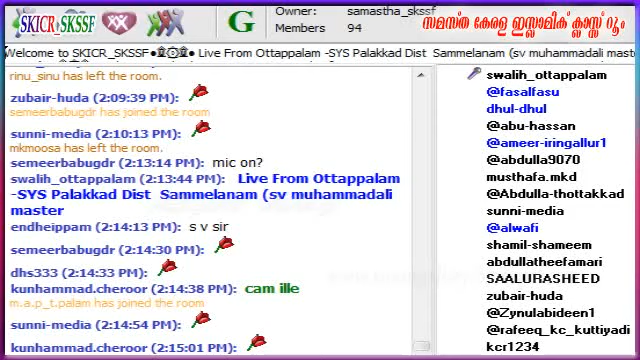 SKICR_SKSSF
G
Owner: samastha_skssf
Members 94
സമസ്ത കേരള ഇസ്ലാമിക് ക്ലാസ്സ് റൂം
Welcome to SKICR_SKSSF●۩۞۩● Live From Ottappalam -SYS Palakkad Dist Sammelanam (sv muhammadali master
rinu_sinu has left the room.
zubair-huda (2:09:39 PM):
semeerbabugdr has joined the room
sunni-media (2:10:13 PM):
mkmoosa has left the room.
semeerbabugdr (2:13:14 PM): mic on?
swalih_ottappalam (2:13:44 PM): Live From Ottappalam
-SYS Palakkad Dist Sammelanam (sv muhammadali
master
endheippam (2:14:13 PM): s v sir
semeerbabugdr (2:14:30 PM):
dhs333 (2:14:33 PM):
kunhammad.cheroor (2:14:38 PM): cam ille
m.a.p_t.palam has joined the room
sunni-media (2:14:54 PM):
kunhammad.cheroor (2:15:01 PM):
swalih_ottappalam
@fasalfasu
dhul-dhul
@abu-hassan
@ameer-iringallur1
@abdulla9070
musthafa.mkd
@Abdulla-thottakkad
sunni-media
@alwafi
shamil-shameem
abdullatheefamari
SAALURASHEED
zubair-huda
@Zynulabideen1
@rafeeq_kc_kuttiyadi
kcr1234